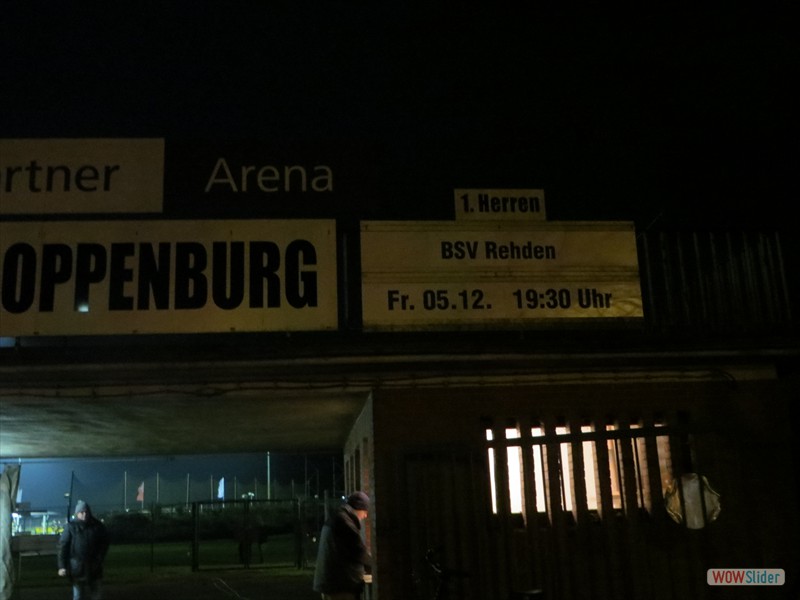 rtner Arena
1. Herren
OPPENBURG
BSV Rehden
Fr. 05.12. 19:30 Uhr
WOWSlider